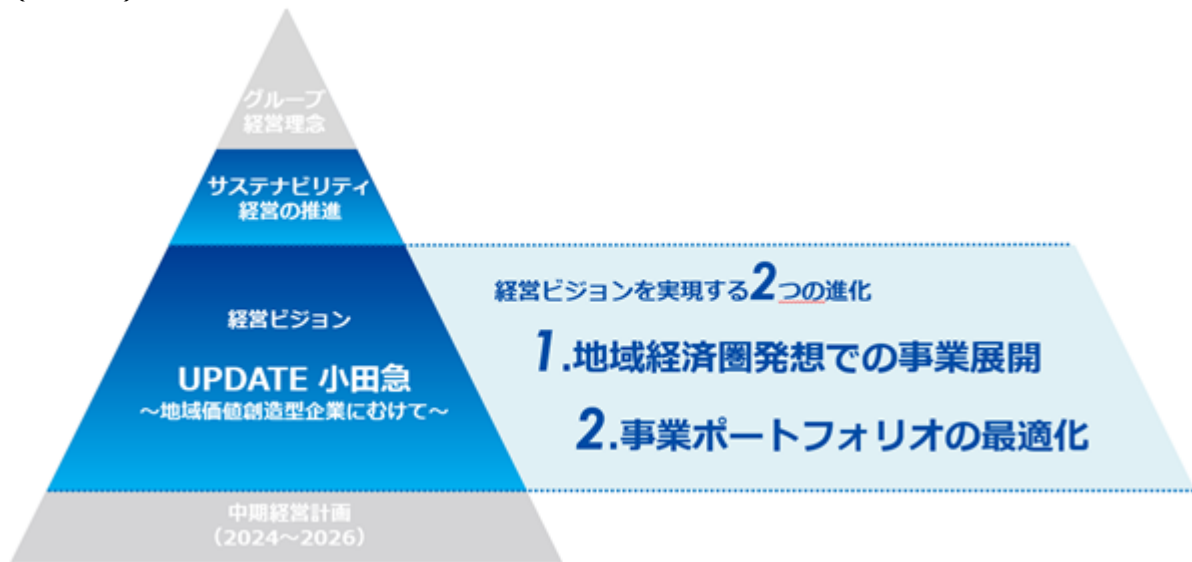 グループ
経営理念
サステナビリティ
経営の推進
経営ビジョン
UPDATE 小田急
～地域価値創造型企業にむけて～
経営ビジョンを実現する2つの進化
1.地域経済圏発想での事業展開
2.事業ポートフォリオの最適化
中期経営計画
（2024～2026）